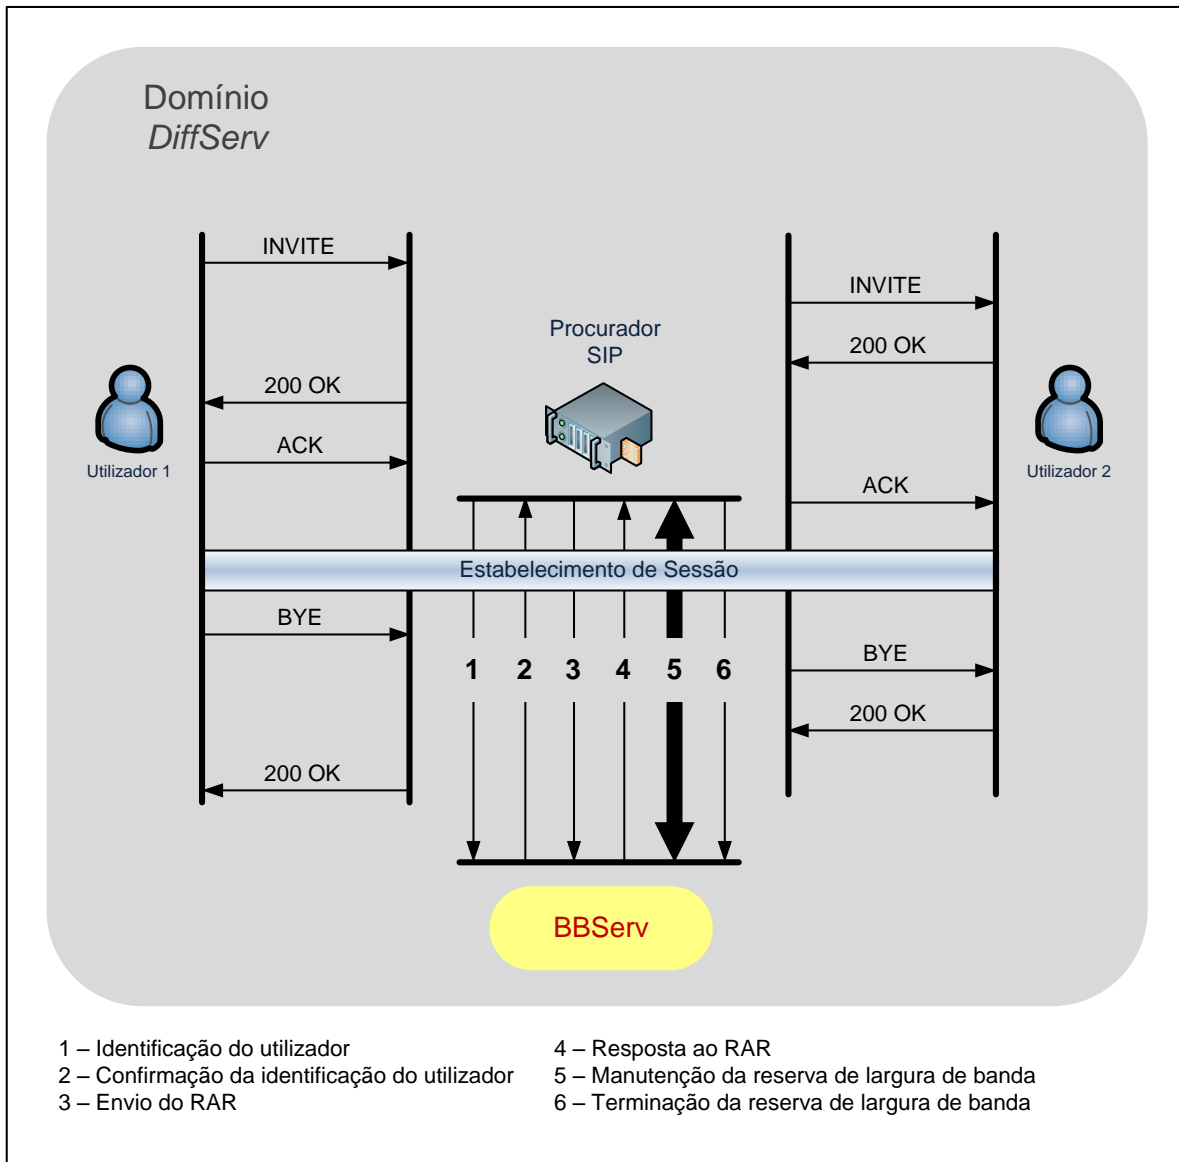 Domínio
DiffServ
INVITE
INVITE
Procurador
SIP
200 OK
200 OK
ACK
Utilizador 1
Utilizador 2
ACK
Estabelecimento de Sessão
BYE
1 2 3 4 5 6
BYE
200 OK
200 OK
BBServ
1 – Identificação do utilizador
2 – Confirmação da identificação do utilizador
3 – Envio do RAR
4 – Resposta ao RAR
5 – Manutenção da reserva de largura de banda
6 – Terminação da reserva de largura de banda